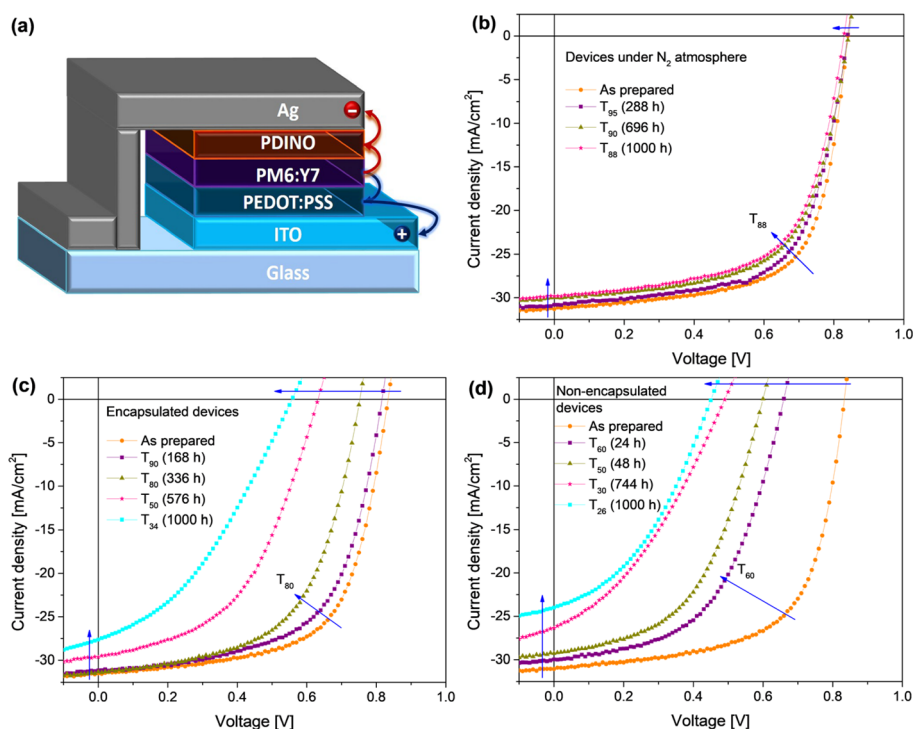 (a)
Ag
PDINO
PM6:Y7
PEDOT:PSS
ITO
Glass
(b)
Devices under N₂ atmosphere
As prepared
T₉₅ (288 h)
T₉₀ (696 h)
T₈₈ (1000 h)
T₈₈
0
-5
-10
-15
-20
-25
-30
-35
0.0 0.2 0.4 0.6 0.8 1.0
Current density [mA/cm²]
Voltage [V]
(c)
Encapsulated devices
As prepared
T₉₀ (168 h)
T₈₀ (336 h)
T₅₀ (576 h)
T₃₄ (1000 h)
T₈₀
0
-5
-10
-15
-20
-25
-30
0.0 0.2 0.4 0.6 0.8 1.0
Current density [mA/cm²]
Voltage [V]
(d)
Non-encapsulated
devices
As prepared
T₆₀ (24 h)
T₅₀ (48 h)
T₃₀ (744 h)
T₂₆ (1000 h)
T₆₀
0
-5
-10
-15
-20
-25
-30
0.0 0.2 0.4 0.6 0.8 1.0
Current density [mA/cm²]
Voltage [V]